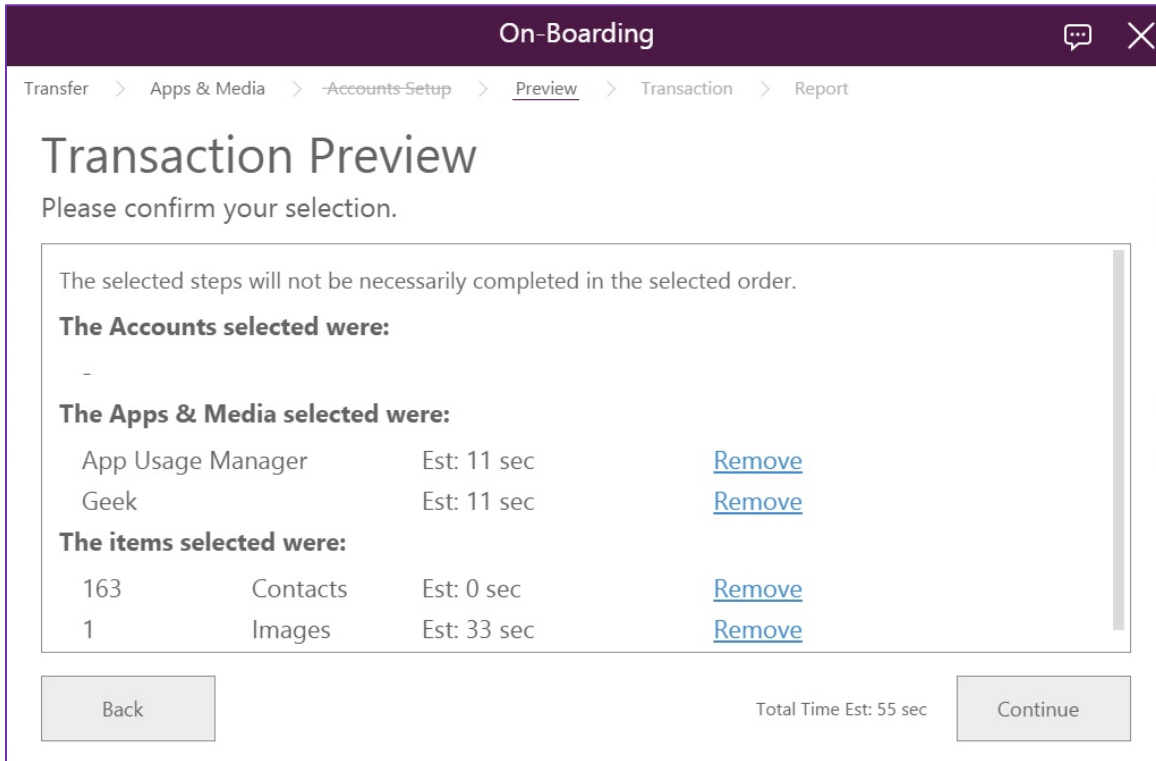 On-Boarding
Transfer > Apps & Media > Accounts Setup > Preview > Transaction > Report
Transaction Preview
Please confirm your selection.
The selected steps will not be necessarily completed in the selected order.
The Accounts selected were:
-
The Apps & Media selected were:
App Usage Manager Est: 11 sec Remove
Geek Est: 11 sec Remove
The items selected were:
163 Contacts Est: 0 sec Remove
1 Images Est: 33 sec Remove
Back Total Time Est: 55 sec Continue